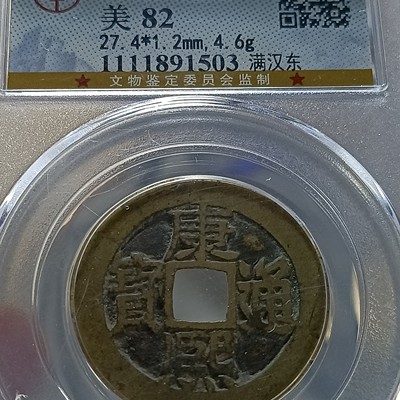 美 82
27.4*1.2mm,4.6g
1111891503 满汉东
文物鉴定委员会监制
康熙通寳